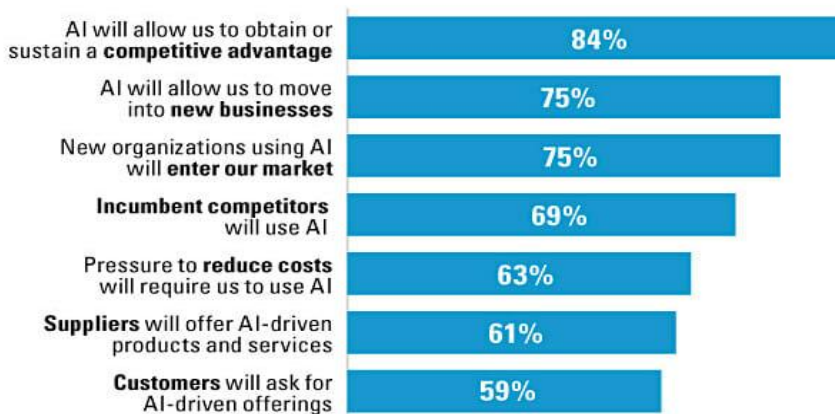 AI will allow us to obtain or
sustain a competitive advantage
84%
AI will allow us to move
into new businesses
75%
New organizations using AI
will enter our market
75%
Incumbent competitors
will use AI
69%
Pressure to reduce costs
will require us to use AI
63%
Suppliers will offer AI-driven
products and services
61%
Customers will ask for
AI-driven offerings
59%